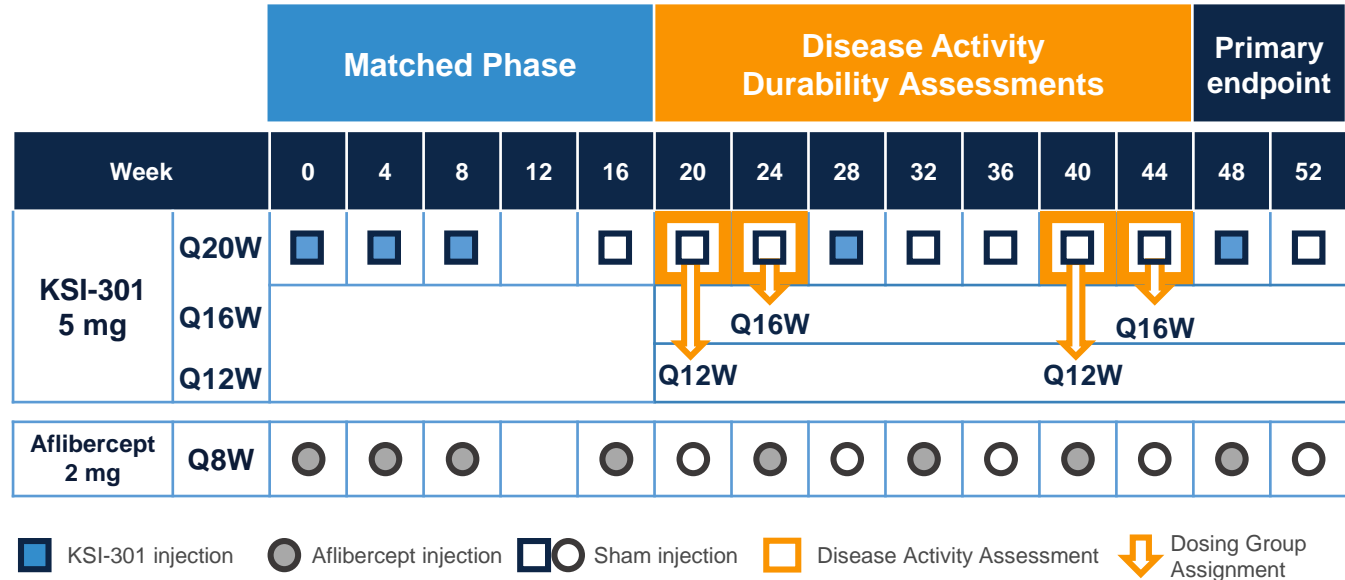 Matched Phase
Disease Activity
Durability Assessments
Primary
endpoint
Week 0 4 8 12 16 20 24 28 32 36 40 44 48 52
KSI-301
5 mg
Q20W
Q16W
Q16W
Q16W
Q12W
Q12W
Q12W
Aflibercept
2 mg
Q8W
KSI-301 injection
Aflibercept injection
Sham injection
Disease Activity Assessment
Dosing Group
Assignment